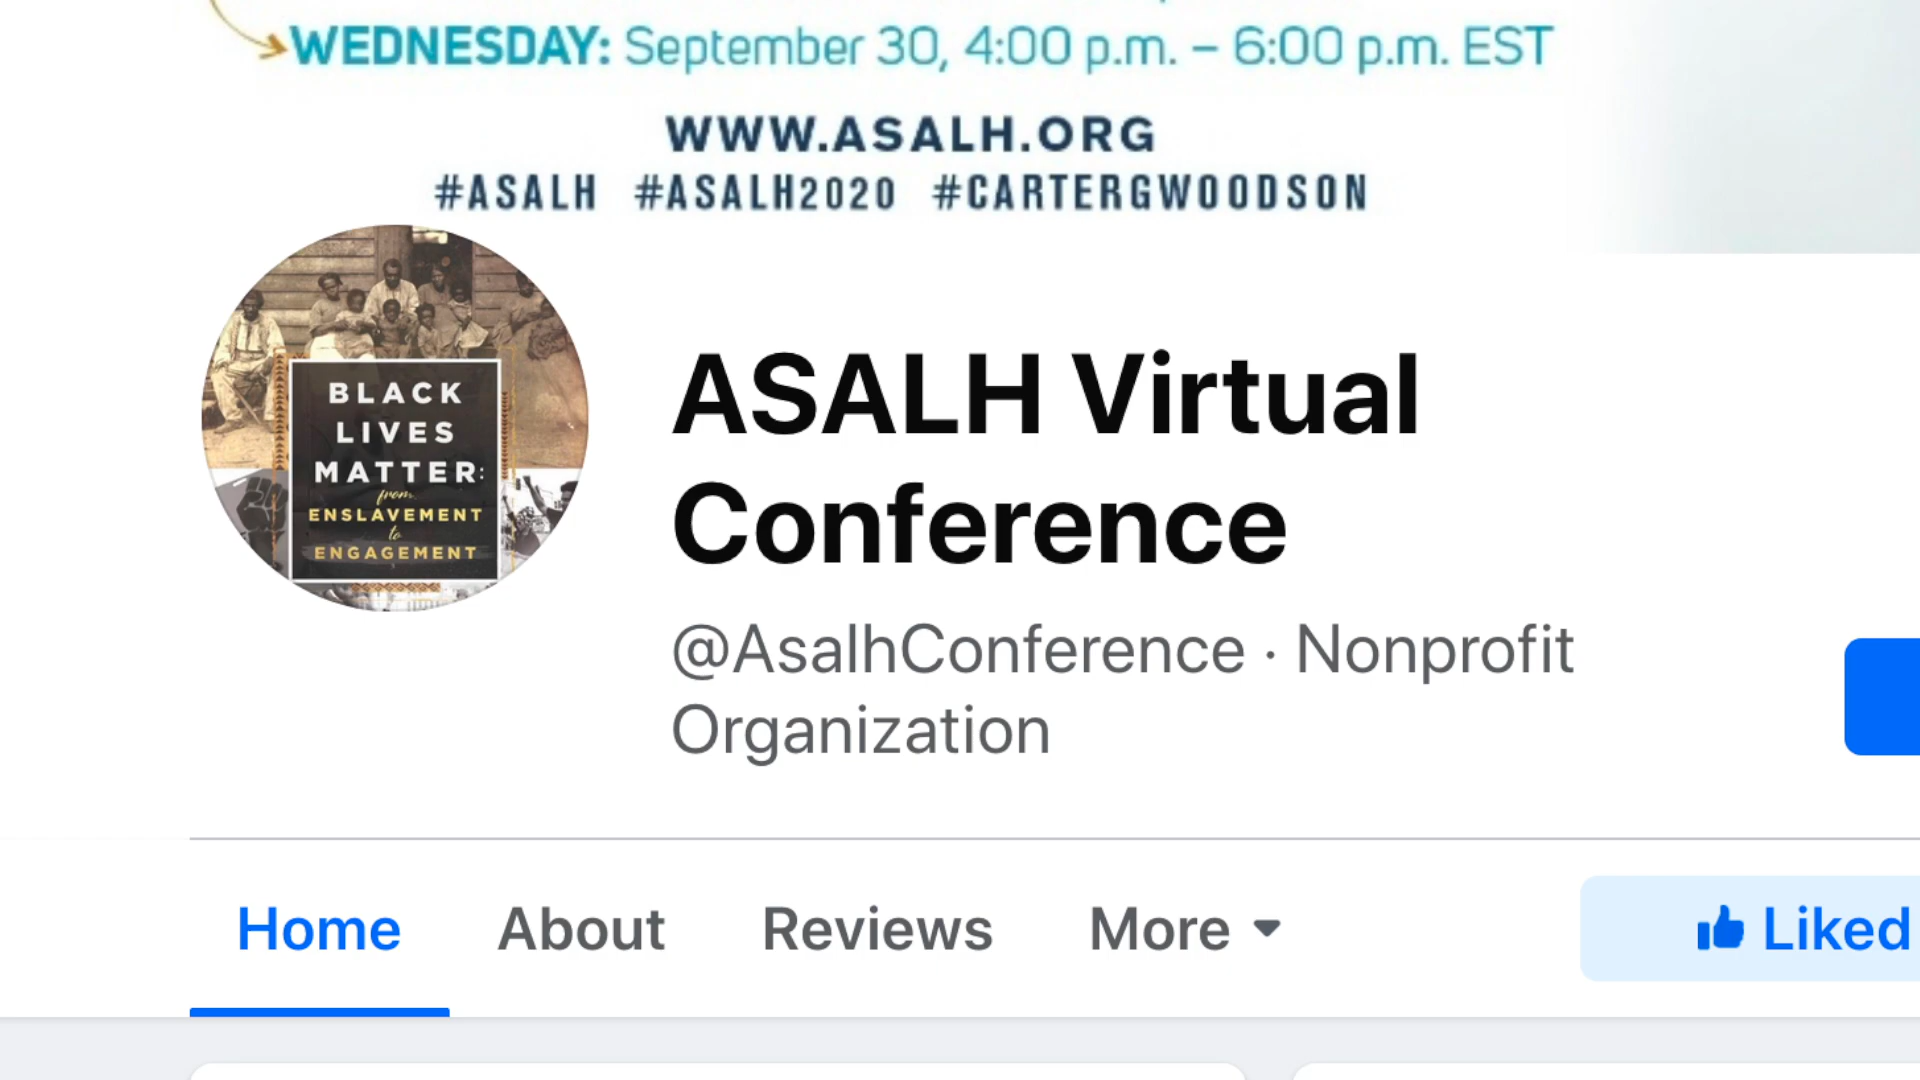 WEDNESDAY: September 30, 4:00 p.m. – 6:00 p.m. EST
WWW.ASALH.ORG
#ASALH #ASALH2020 #CARTERGWOODSON
BLACK
LIVES
MATTER:
from
ENSLAVEMENT
to
ENGAGEMENT
ASALH Virtual
Conference
@AsalhConference · Nonprofit
Organization
Home About Reviews More
Liked